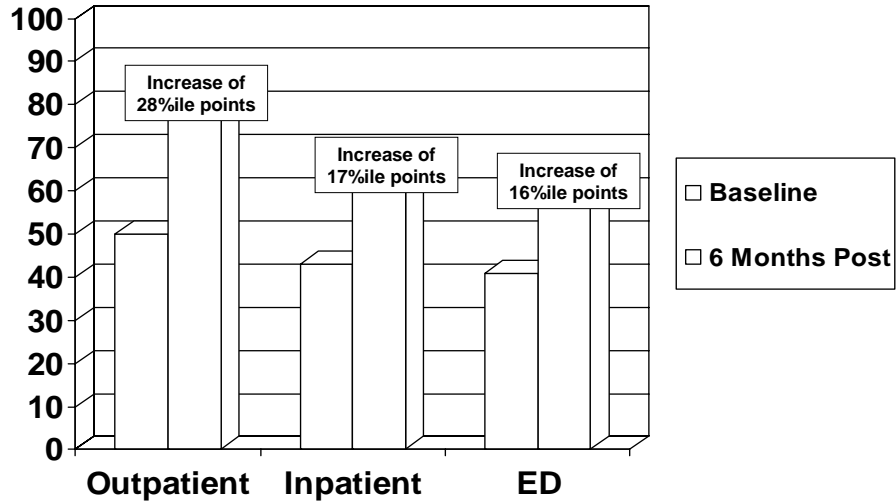 100
90
80
70
60
50
40
30
20
10
0
Increase of
28%ile points
Increase of
17%ile points
Increase of
16%ile points
Outpatient
Inpatient
ED
Baseline
6 Months Post